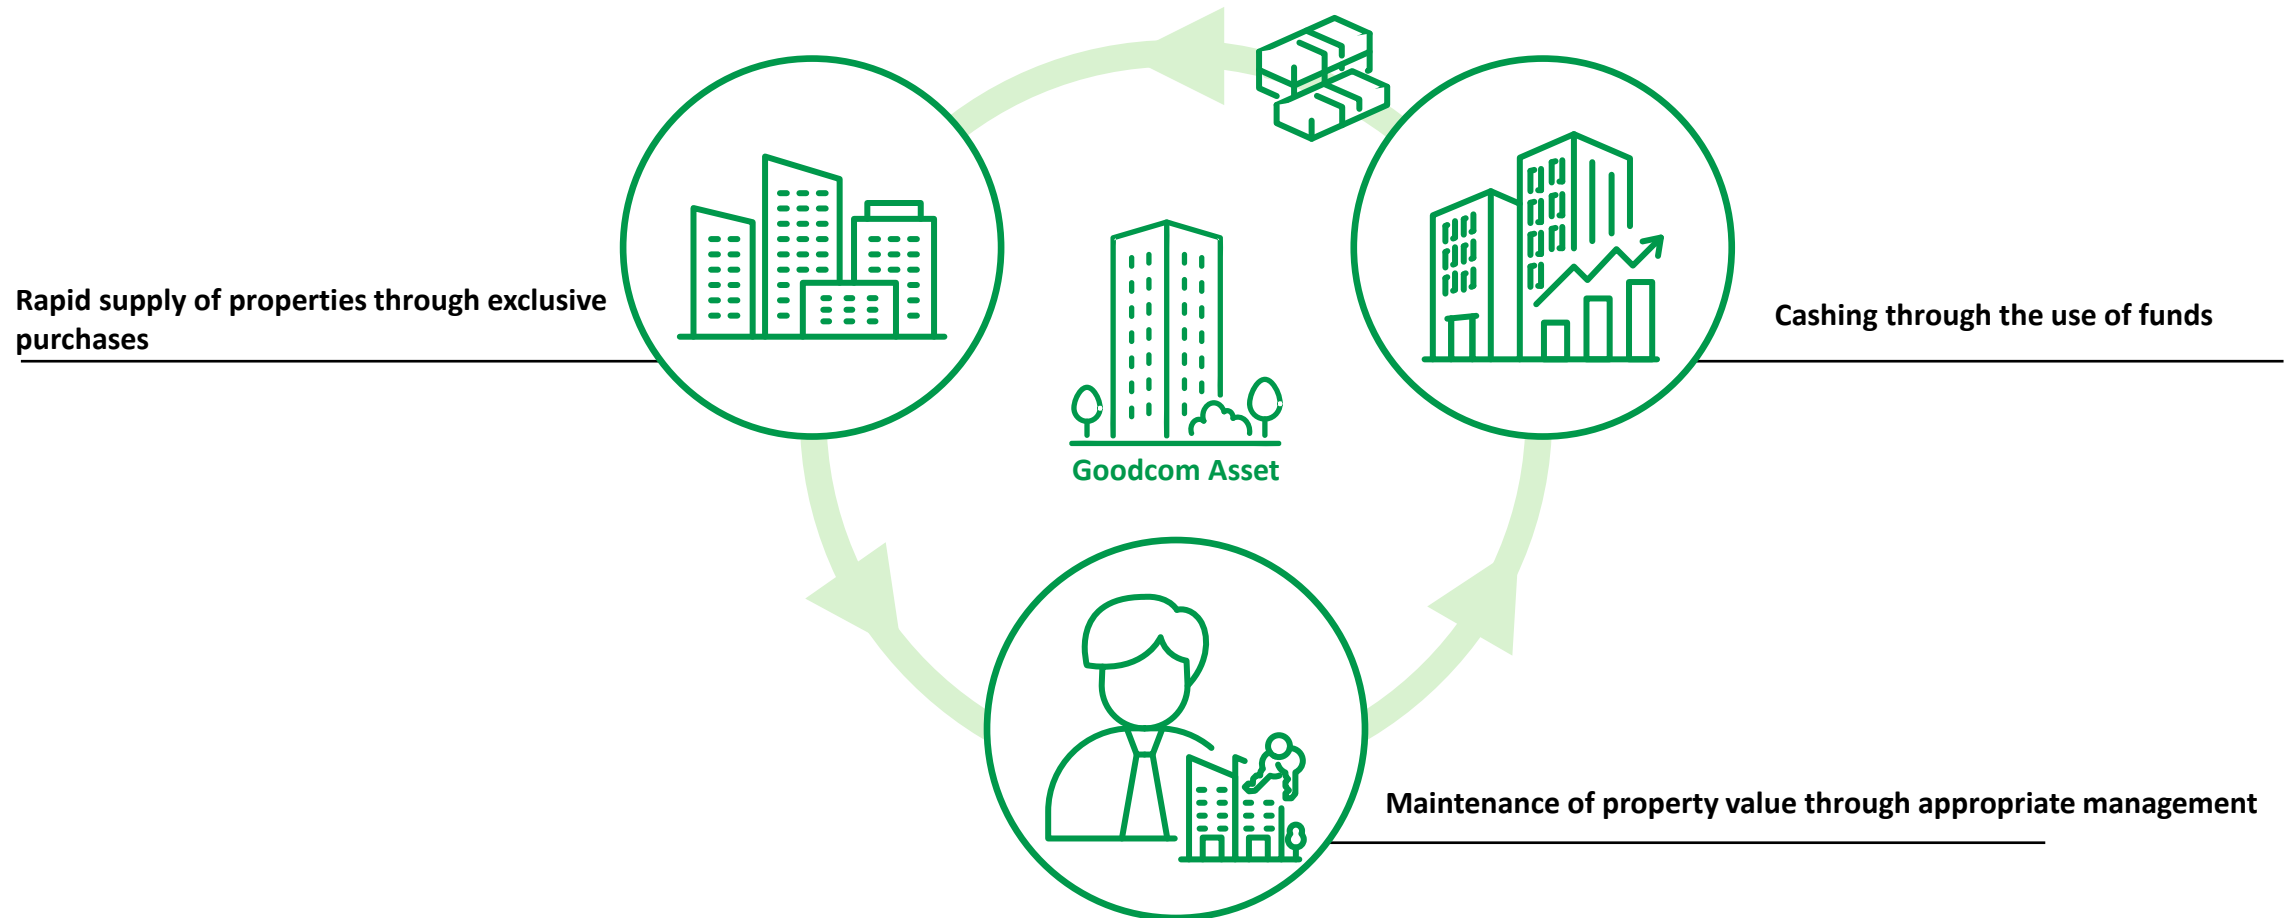 Rapid supply of properties through exclusive
purchases
Cashing through the use of funds
Goodcom Asset
Maintenance of property value through appropriate management